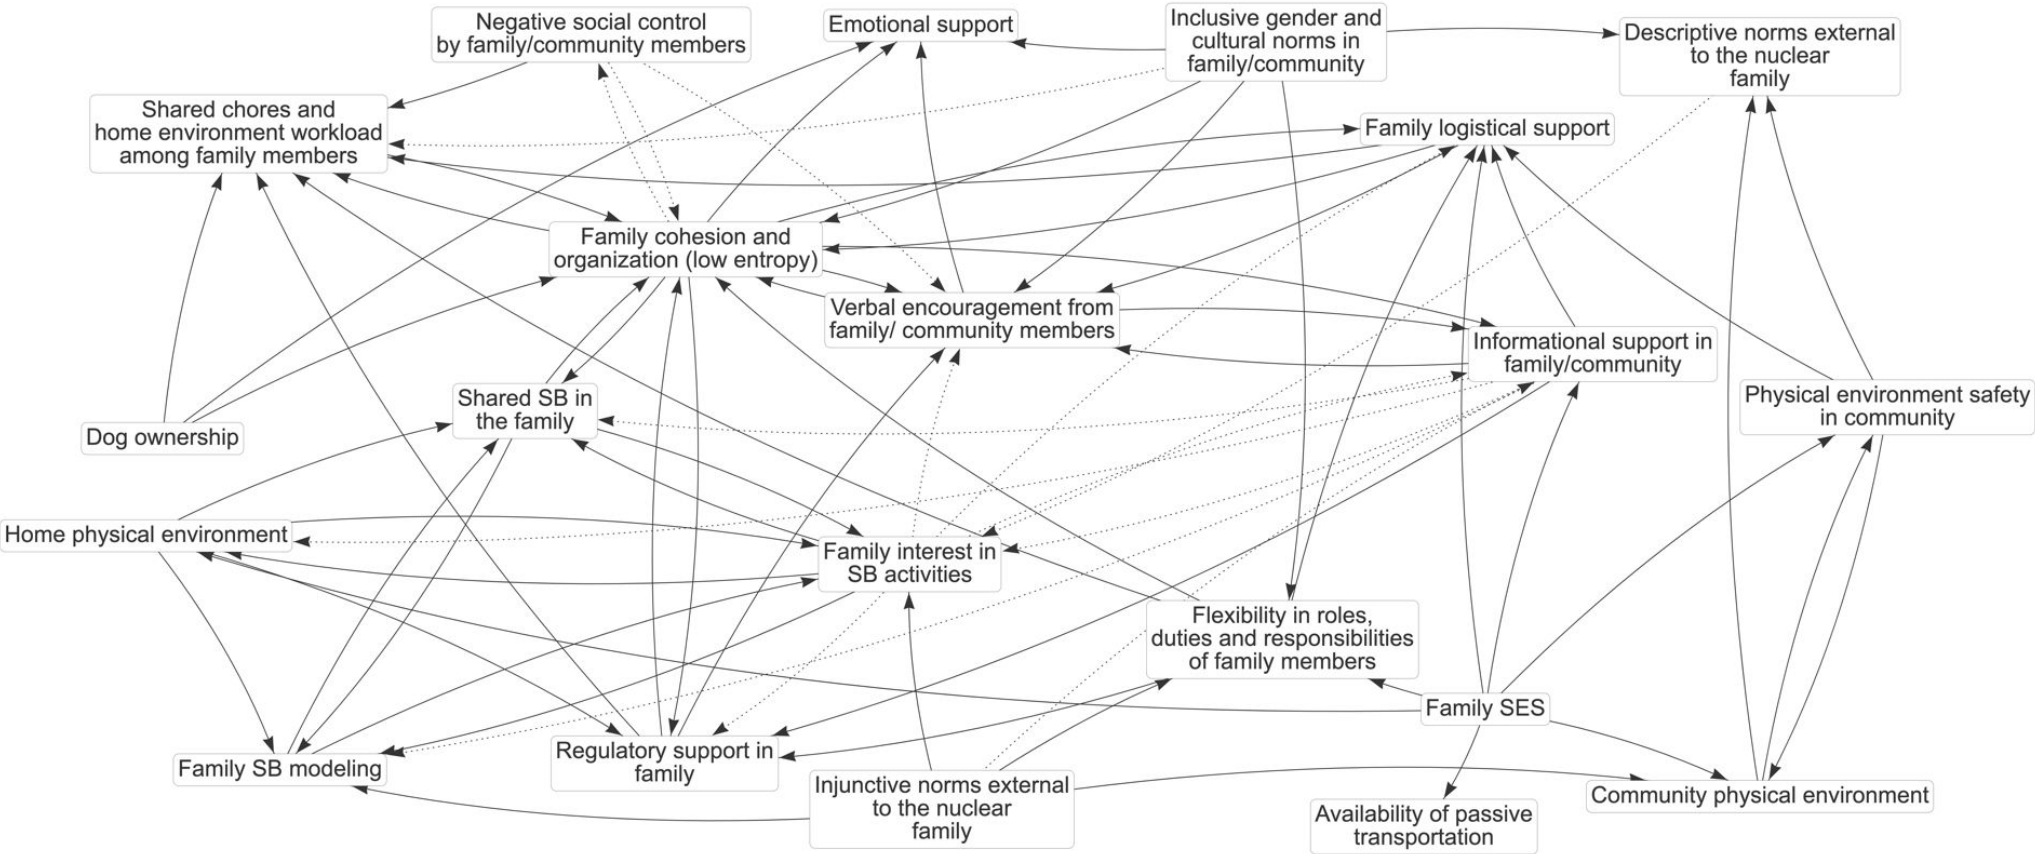 Negative social control
by family/community members
Emotional support
Inclusive gender and
cultural norms in
family/community
Descriptive norms external
to the nuclear
family
Shared chores and
home environment workload
among family members
Family logistical support
Family cohesion and
organization (low entropy)
Verbal encouragement from
family/ community members
Informational support in
family/community
Physical environment safety
in community
Shared SB in
the family
Dog ownership
Home physical environment
Family interest in
SB activities
Flexibility in roles,
duties and responsibilities
of family members
Family SES
Family SB modeling
Regulatory support in
family
Injunctive norms external
to the nuclear
family
Community physical environment
Availability of passive
transportation